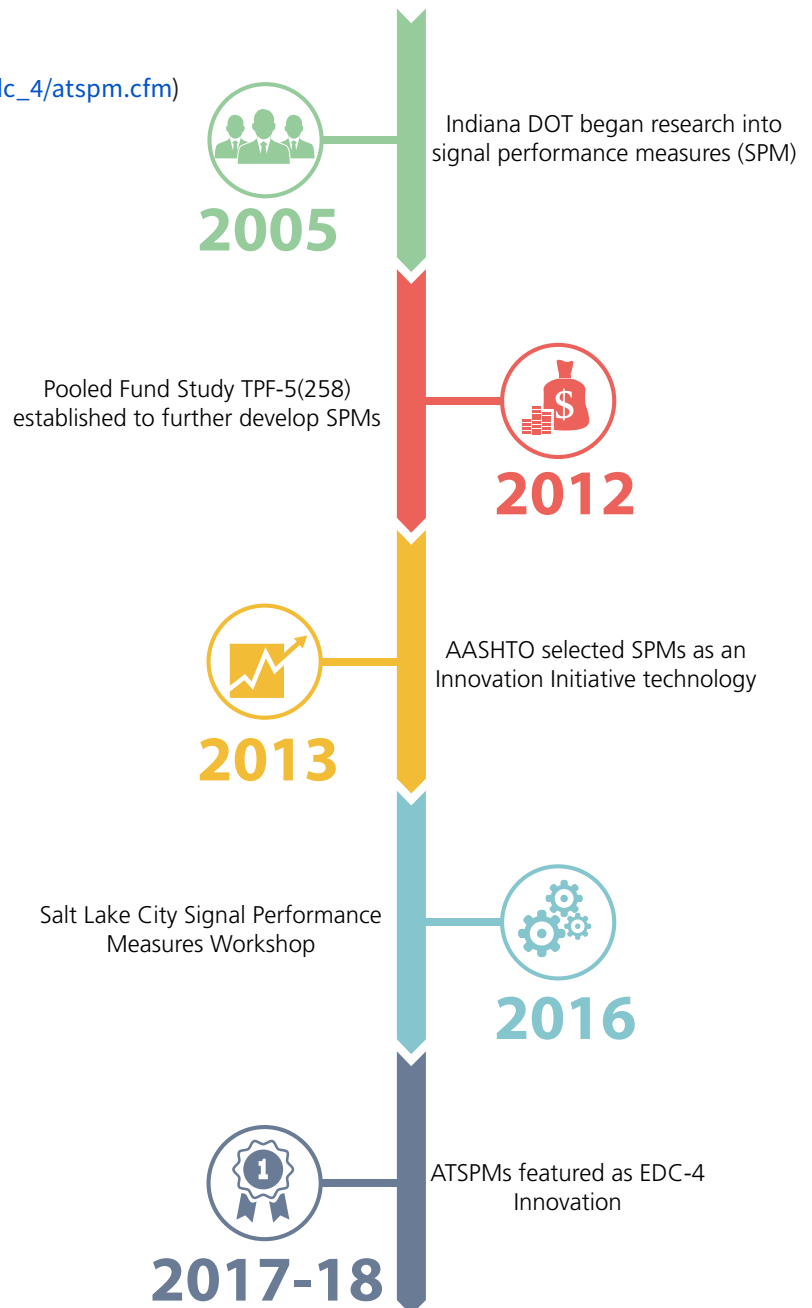 lc_4/atspm.cfm)
Indiana DOT began research into
signal performance measures (SPM)
2005
Pooled Fund Study TPF-5(258)
established to further develop SPMs
$
2012
AASHTO selected SPMs as an
Innovation Initiative technology
2013
Salt Lake City Signal Performance
Measures Workshop
2016
1
ATSPMs featured as EDC-4
Innovation
2017-18